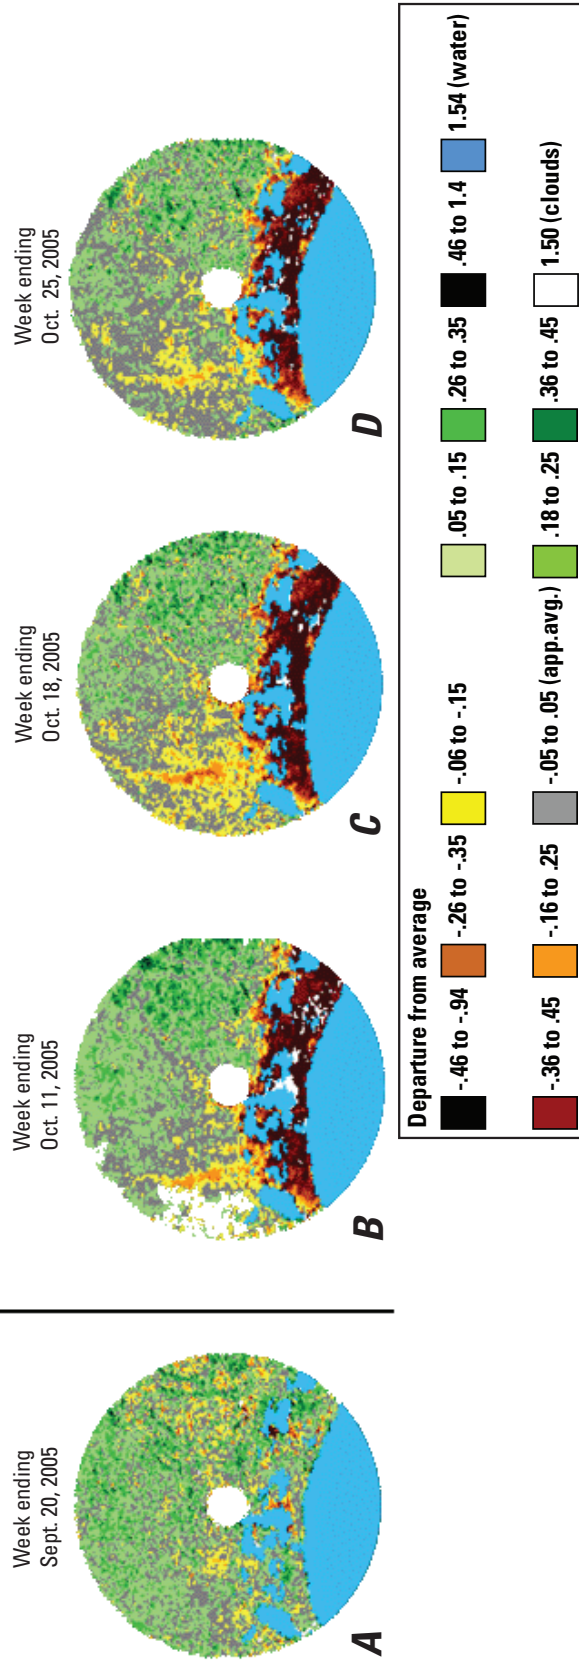 Week ending
Sept. 20, 2005
A
Week ending
Oct. 11, 2005
B
Week ending
Oct. 18, 2005
C
Week ending
Oct. 25, 2005
D
Departure from average
-.46 to -.94
-.26 to -.35
-.06 to -.15
.05 to .15
.26 to .35
.46 to 1.4
1.54 (water)
-.36 to .45
-.16 to .25
-.05 to .05 (app.avg.)
.18 to .25
.36 to .45
1.50 (clouds)